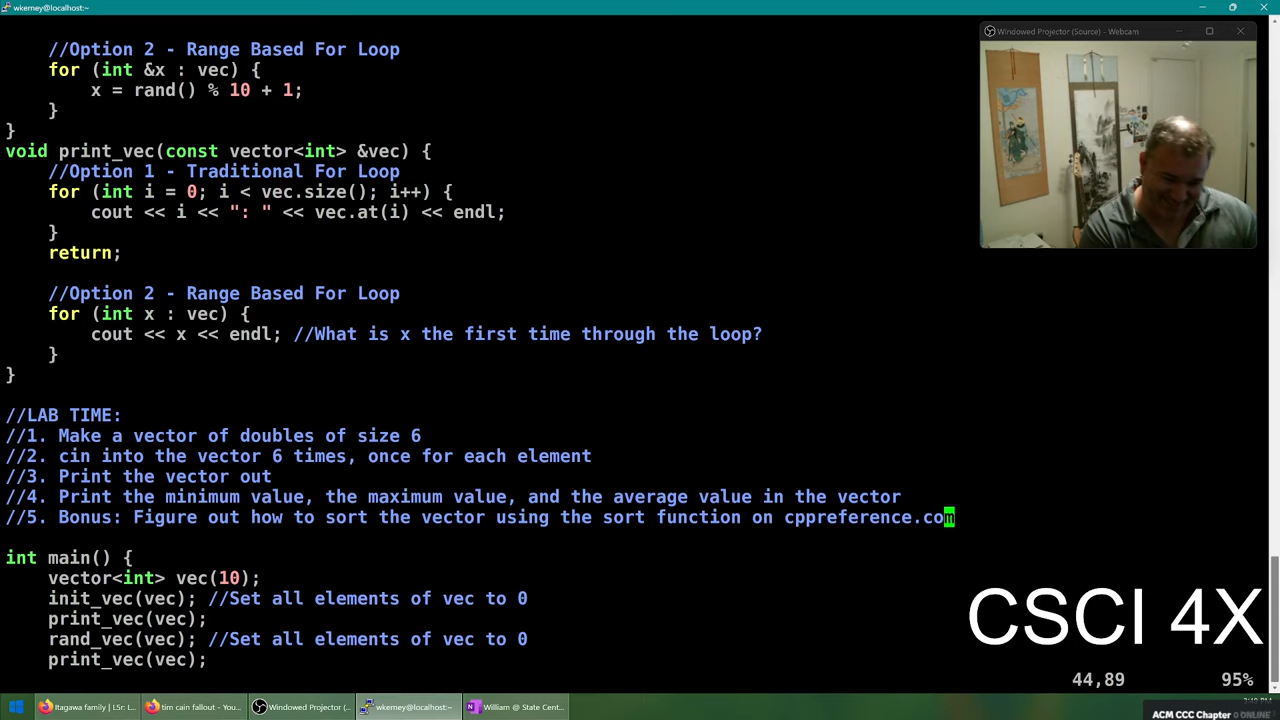 wkerney@localhost:~
    //Option 2 - Range Based For Loop
    for (int &x : vec) {
        x = rand() % 10 + 1;
    }
}
void print_vec(const vector<int> &vec) {
    //Option 1 - Traditional For Loop
    for (int i = 0; i < vec.size(); i++) {
        cout << i << ": " << vec.at(i) << endl;
    }
    return;
    //Option 2 - Range Based For Loop
    for (int x : vec) {
        cout << x << endl; //What is x the first time through the loop?
    }
}
//LAB TIME:
//1. Make a vector of doubles of size 6
//2. cin into the vector 6 times, once for each element
//3. Print the vector out
//4. Print the minimum value, the maximum value, and the average value in the vector
//5. Bonus: Figure out how to sort the vector using the sort function on cppreference.com
int main() {
    vector<int> vec(10);
    init_vec(vec); //Set all elements of vec to 0
    print_vec(vec);
    rand_vec(vec); //Set all elements of vec to 0
    print_vec(vec);
44,89 95%
Windowed Projector (Source) - Webcam
CSCI 4X
Itagawa family | L5r: L...
tim cain fallout - You...
Windowed Projector (...
wkerney@localhost:~
William @ State Cent...
ACM CCC Chapter